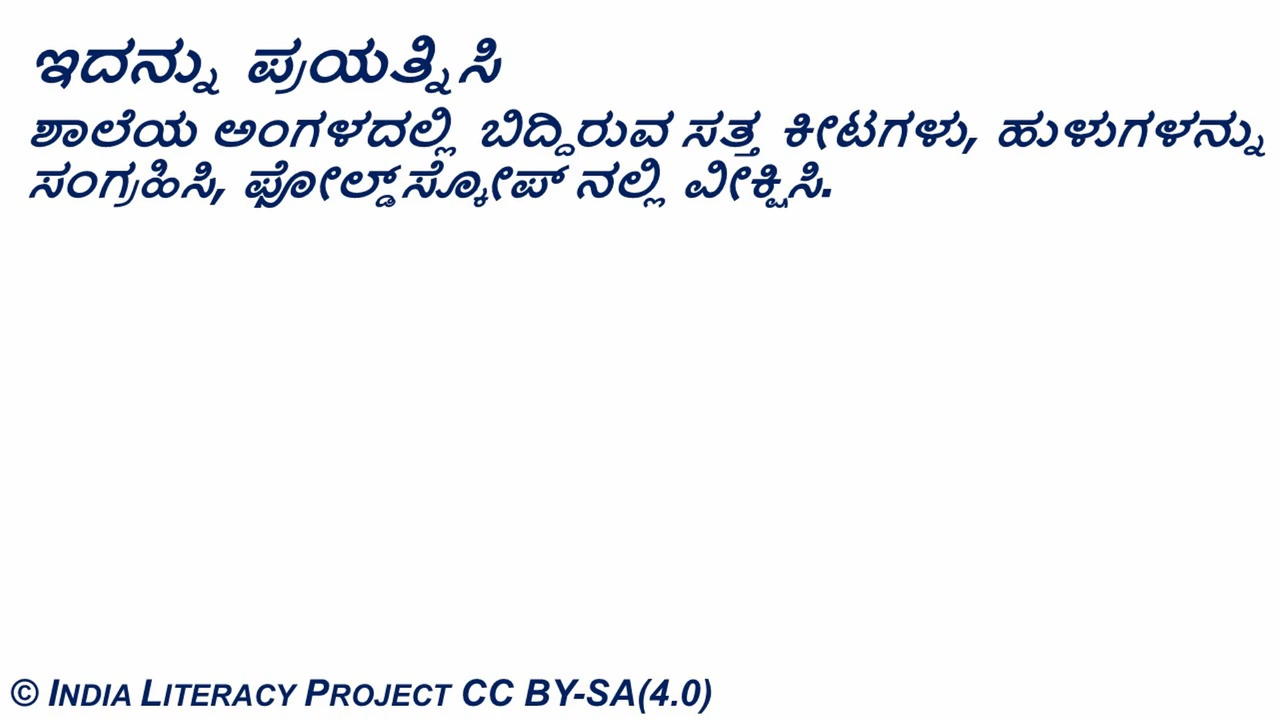 ಇದನ್ನು ಪ್ರಯತ್ನಿಸಿ
ಶಾಲೆಯ ಅಂಗಳದಲ್ಲಿ ಬಿದ್ದಿರುವ ಸತ್ತ ಕೀಟಗಳು, ಹುಳುಗಳನ್ನು
ಸಂಗ್ರಹಿಸಿ, ಫೋಲ್ಡ್‌ಸ್ಕೋಪ್ ನಲ್ಲಿ ವೀಕ್ಷಿಸಿ.
© INDIA LITERACY PROJECT CC BY-SA(4.0)